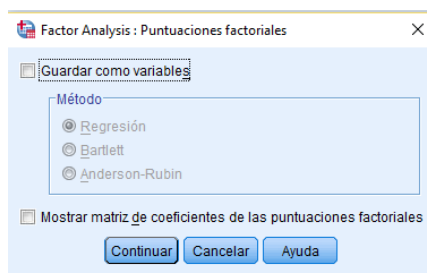 Factor Analysis : Puntuaciones factoriales
Guardar como variables
Método
Regresión
Bartlett
Anderson-Rubin
Mostrar matriz de coeficientes de las puntuaciones factoriales
Continuar Cancelar Ayuda